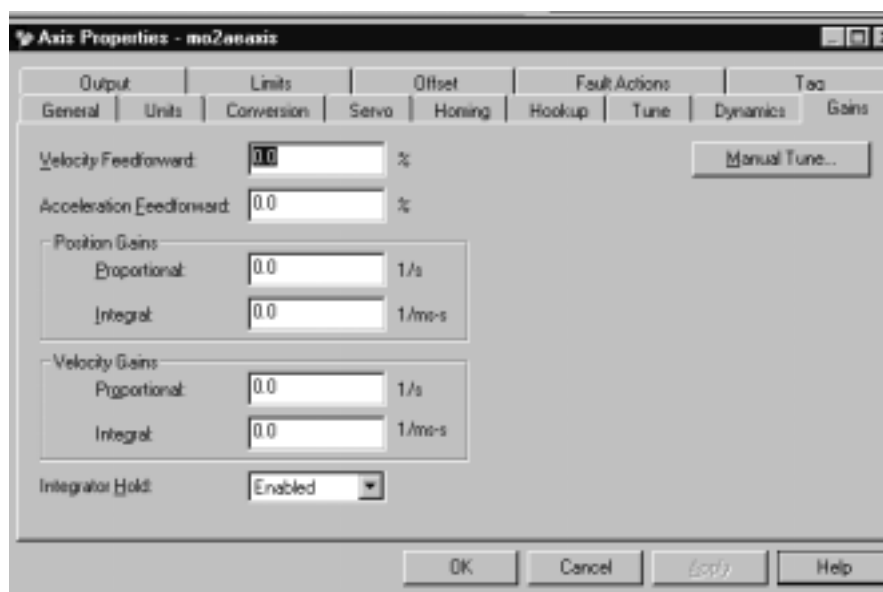 Axis Properties - mo2aeaxis
Output Limits Offset Fault Actions Tag
General Units Conversion Servo Homing Hookup Tune Dynamics Gains
Velocity Feedforward: 0.0 % Manual Tune...
Acceleration Feedforward: 0.0 %
Position Gains
Proportional: 0.0 1/s
Integral: 0.0 1/ms-s
Velocity Gains
Proportional: 0.0 1/s
Integral: 0.0 1/ms-s
Integrator Hold: Enabled
OK Cancel Apply Help